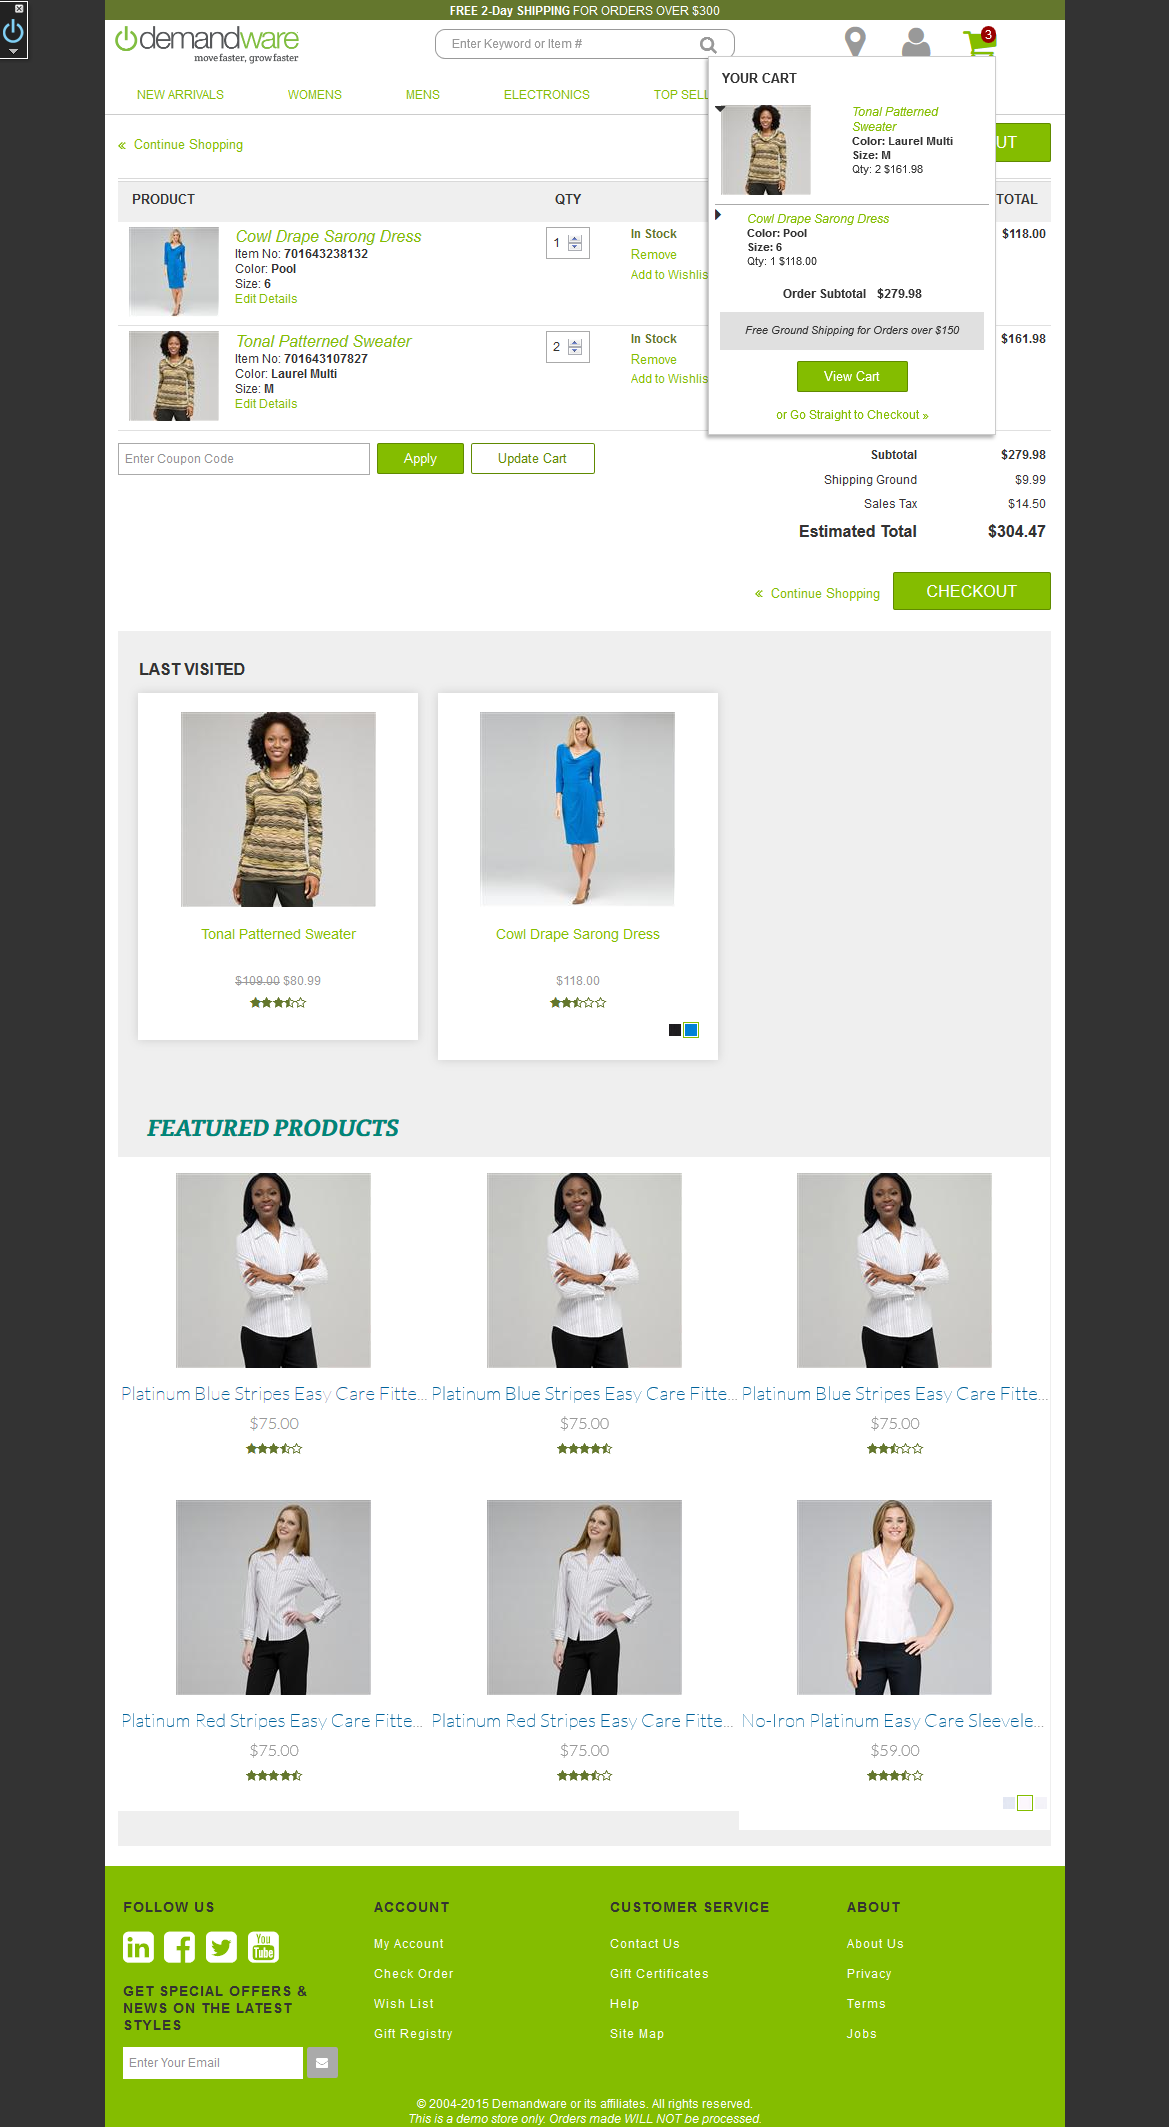 FREE 2-Day SHIPPING FOR ORDERS OVER $300
demandware
move faster, grow faster
Enter Keyword or Item #
3
NEW ARRIVALS WOMENS MENS ELECTRONICS TOP SELL
YOUR CART
Tonal Patterned
Sweater
Color: Laurel Multi
Size: M
Qty: 2 $161.98
Cowl Drape Sarong Dress
Color: Pool
Size: 6
Qty: 1 $118.00
Order Subtotal $279.98
Free Ground Shipping for Orders over $150
View Cart
or Go Straight to Checkout »
« Continue Shopping
UT
PRODUCT QTY TOTAL
Cowl Drape Sarong Dress
Item No: 701643238132
Color: Pool
Size: 6
Edit Details
1
In Stock
Remove
Add to Wishlis
$118.00
Tonal Patterned Sweater
Item No: 701643107827
Color: Laurel Multi
Size: M
Edit Details
2
In Stock
Remove
Add to Wishlis
$161.98
Enter Coupon Code Apply Update Cart
Subtotal $279.98
Shipping Ground $9.99
Sales Tax $14.50
Estimated Total $304.47
« Continue Shopping CHECKOUT
LAST VISITED
Tonal Patterned Sweater
$109.00 $80.99
Cowl Drape Sarong Dress
$118.00
FEATURED PRODUCTS
Platinum Blue Stripes Easy Care Fitte... Platinum Blue Stripes Easy Care Fitte... Platinum Blue Stripes Easy Care Fitte...
$75.00 $75.00 $75.00
Platinum Red Stripes Easy Care Fitte... Platinum Red Stripes Easy Care Fitte... No-Iron Platinum Easy Care Sleevele...
$75.00 $75.00 $59.00
FOLLOW US
in
You
Tube
GET SPECIAL OFFERS &
NEWS ON THE LATEST
STYLES
Enter Your Email
ACCOUNT
My Account
Check Order
Wish List
Gift Registry
CUSTOMER SERVICE
Contact Us
Gift Certificates
Help
Site Map
ABOUT
About Us
Privacy
Terms
Jobs
© 2004-2015 Demandware or its affiliates. All rights reserved.
This is a demo store only. Orders made WILL NOT be processed.